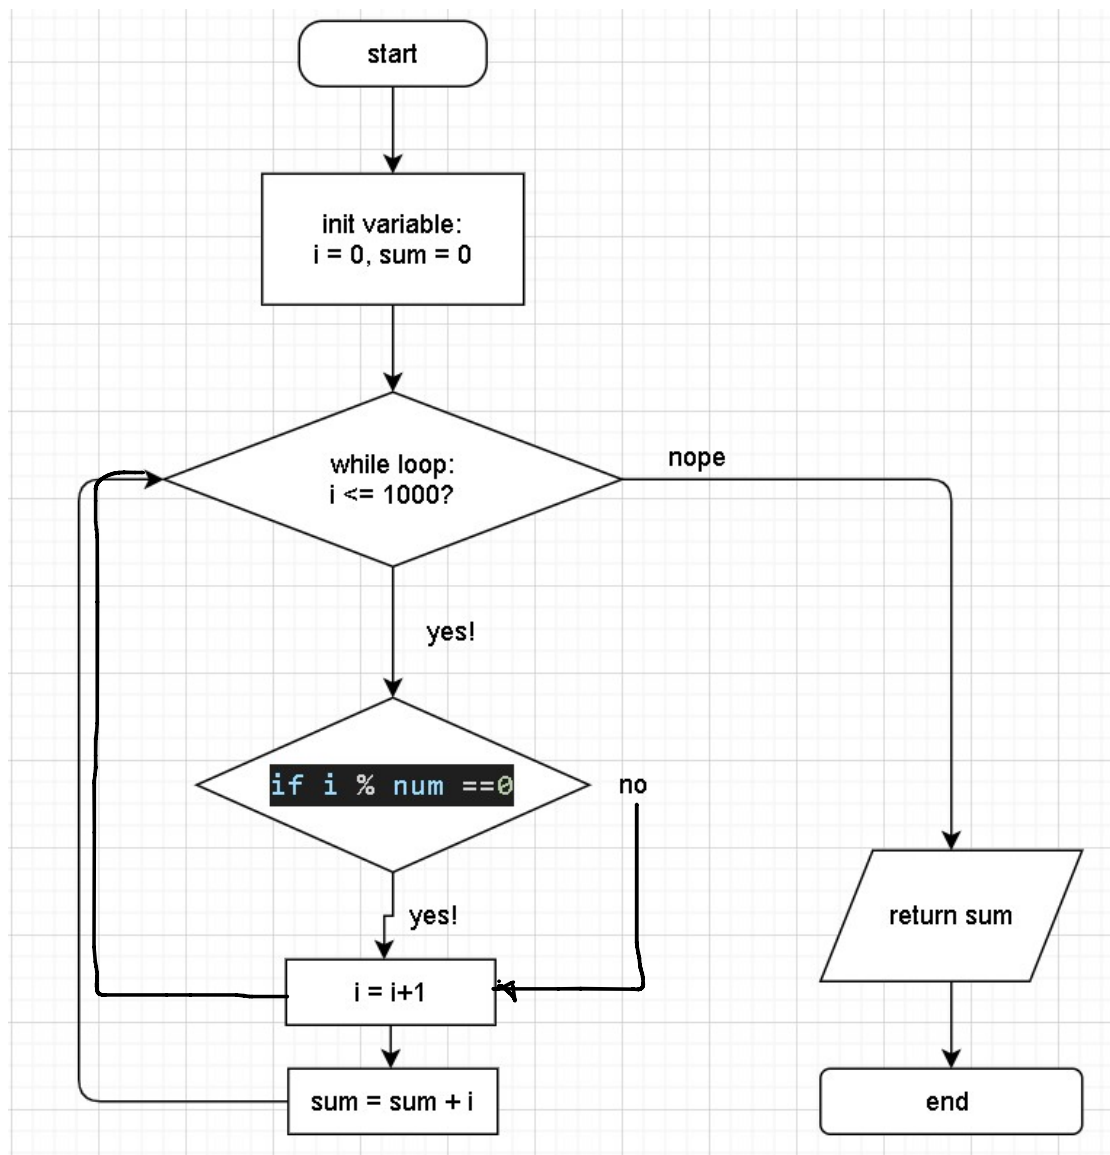 start
init variable:
i = 0, sum = 0
while loop:
i <= 1000?
nope
yes!
if i % num ==0
no
yes!
i = i+1
sum = sum + i
return sum
end